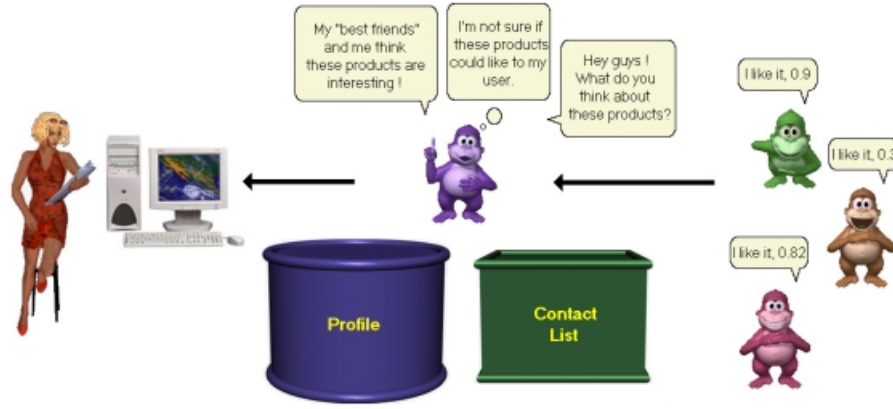 My "best friends"
and me think
these products are
interesting !
I'm not sure if
these products
could like to my
user.
Hey guys !
What do you
think about
these products?
I like it, 0.9
I like it, 0.3
I like it, 0.82
Profile
Contact
List